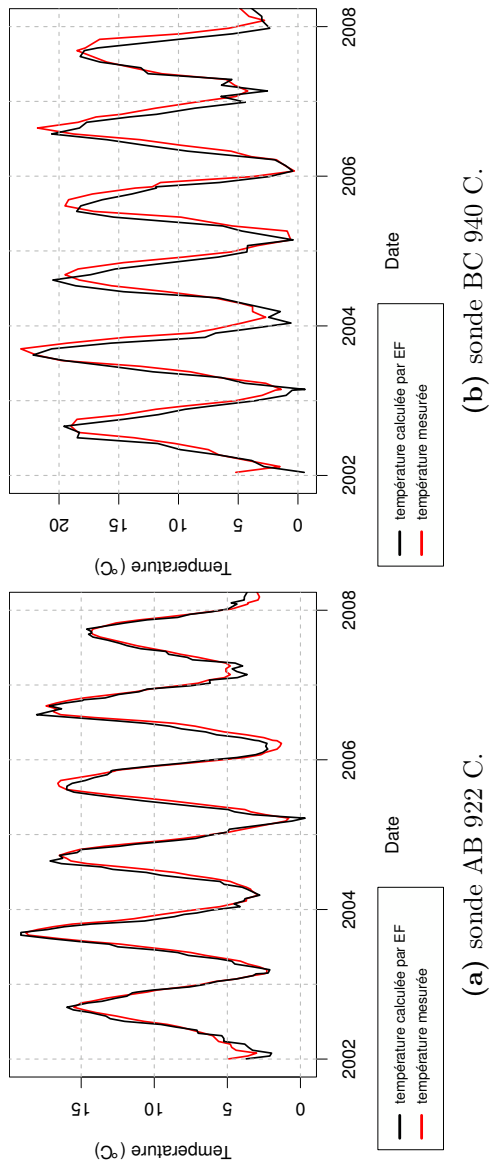 Temperature (°C)
15
10
5
0
2002
2004
2006
2008
Date
température calculée par EF
température mesurée
(a) sonde AB 922 C.
Temperature (°C)
20
15
10
5
0
2002
2004
2006
2008
Date
température calculée par EF
température mesurée
(b) sonde BC 940 C.